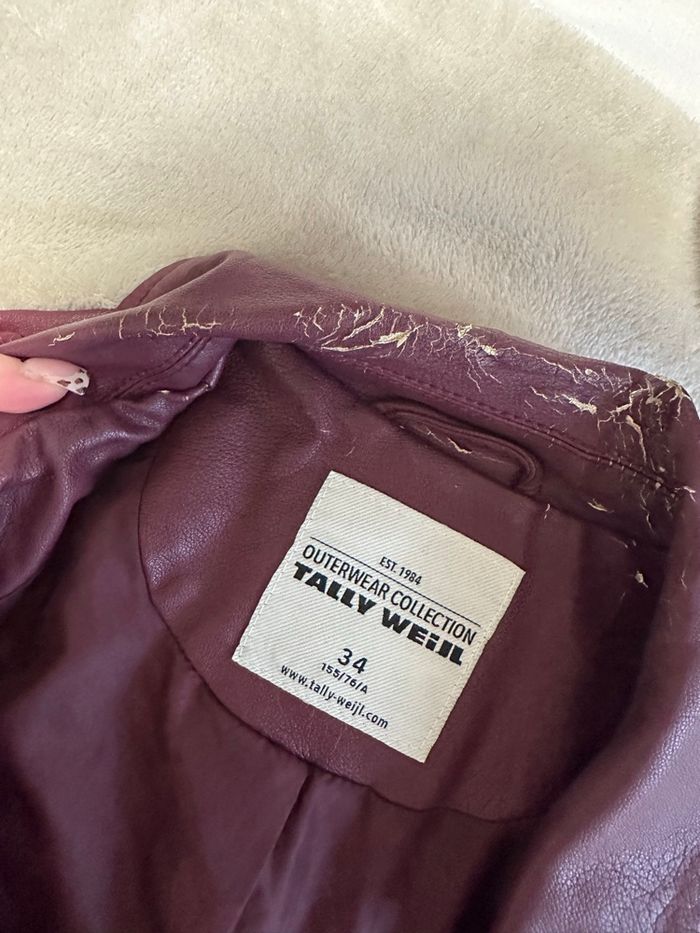 EST. 1984
OUTERWEAR COLLECTION
TALLY WEiJL
34
155/76/A
www.tally-weijl.com